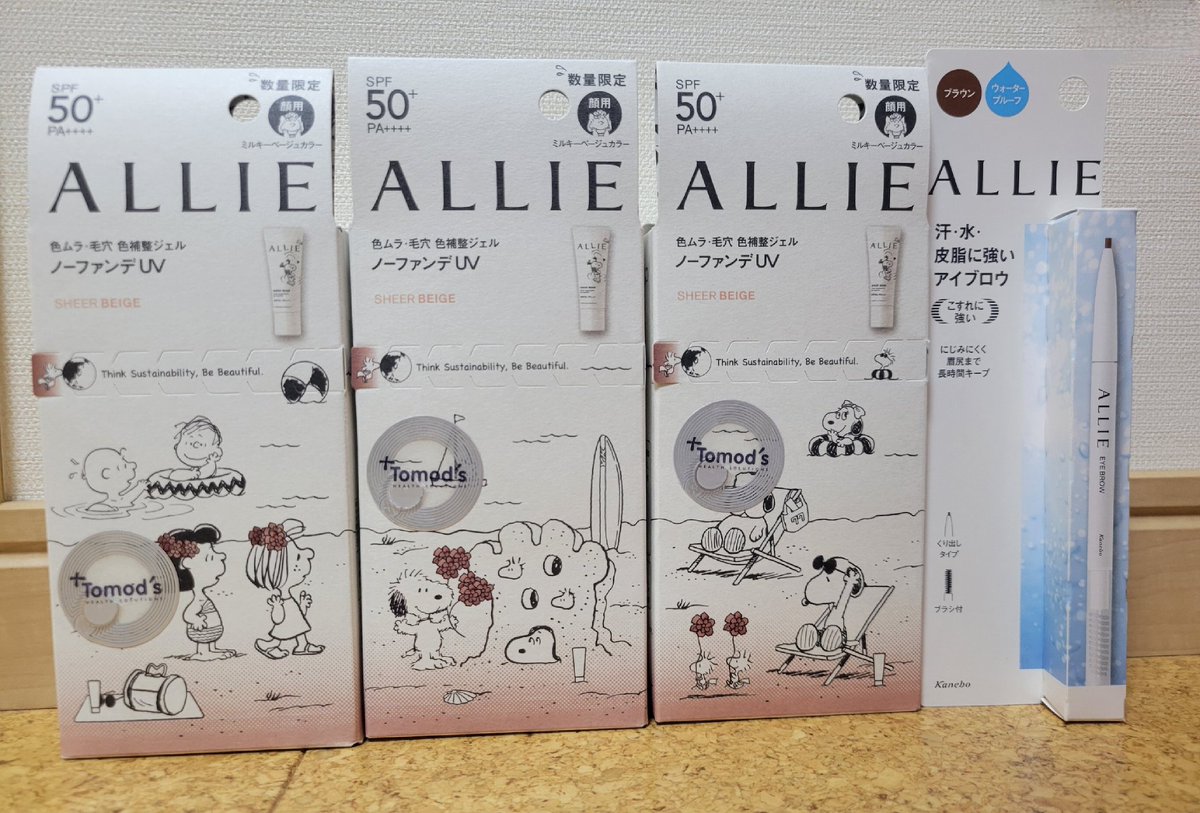 SPF
50+
PA++++
数量限定
顔用
ミルキーベージュカラー
ALLIE
色ムラ・毛穴 色補整ジェル
ノーファンデUV
SHEER BEIGE
ALLIE
Think Sustainability, Be Beautiful.
+Tomod's
HEALTH SOLUTIONS
SPF
50+
PA++++
数量限定
顔用
ミルキーベージュカラー
ALLIE
色ムラ・毛穴 色補整ジェル
ノーファンデUV
SHEER BEIGE
ALLIE
Think Sustainability, Be Beautiful.
+Tomod's
HEALTH SOLUTIONS
SPF
50+
PA++++
数量限定
顔用
ミルキーベージュカラー
ALLIE
色ムラ・毛穴 色補整ジェル
ノーファンデUV
SHEER BEIGE
ALLIE
Think Sustainability, Be Beautiful.
+Tomod's
HEALTH SOLUTIONS
ブラウン
ウォーター
プルーフ
ALLIE
汗・水・
皮脂に強い
アイブロウ
こすれに
強い
にじみにくく
眉尻まで
長時間キープ
くり出し
タイプ
ブラシ付
Kanebo
ALLIE EYEBROW
Kanebo